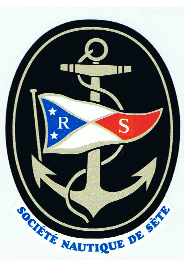 R S
SOCIÉTÉ NAUTIQUE DE SÈTE